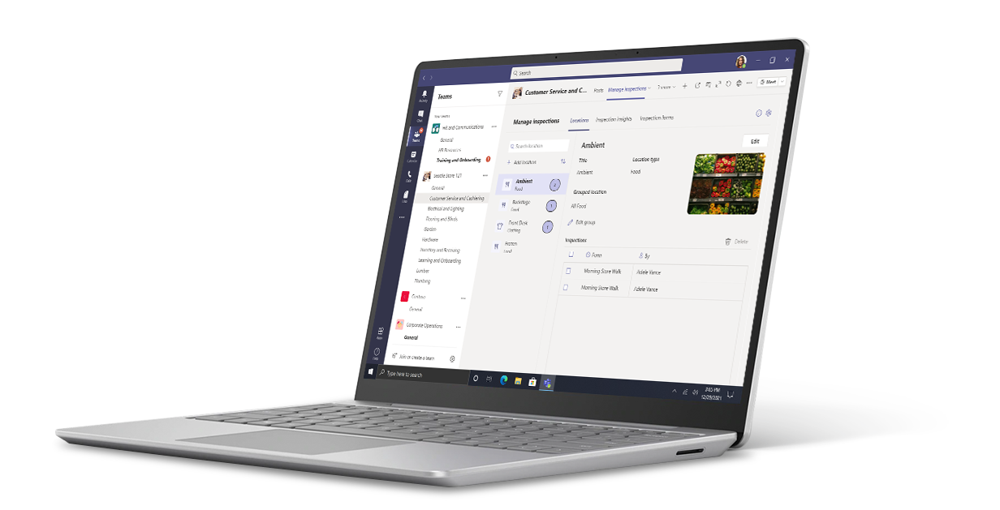 Search
Activity
Chat
Teams
Calendar
Calls
Files
Apps
Help
Teams
Your teams
HR and Communications
General
HR Resources
Training and Onboarding
Seattle Store 121
General
Customer Service and Cashiering
Electrical and Lighting
Flooring and Blinds
Garden
Hardware
Inventory and Receiving
Learning and Onboarding
Lumber
Plumbing
Contoso
General
Corporate Operations
General
Join or create a team
Customer Service and C... Posts Manage inspections
Meet
Manage inspections Locations Inspection insights Inspection forms
Search location
Add location
Ambient
Food
2
Backstage
Food
1
Front Desk
Clothing
1
Frozen
Food
Ambient
Edit
Title Location type
Ambient Food
Grouped location
All Food
Edit group
Inspections Delete
Form By
Morning Store Walk Adele Vance
Morning Store Walk Adele Vance
Type here to search
2:05 PM
12/29/2021